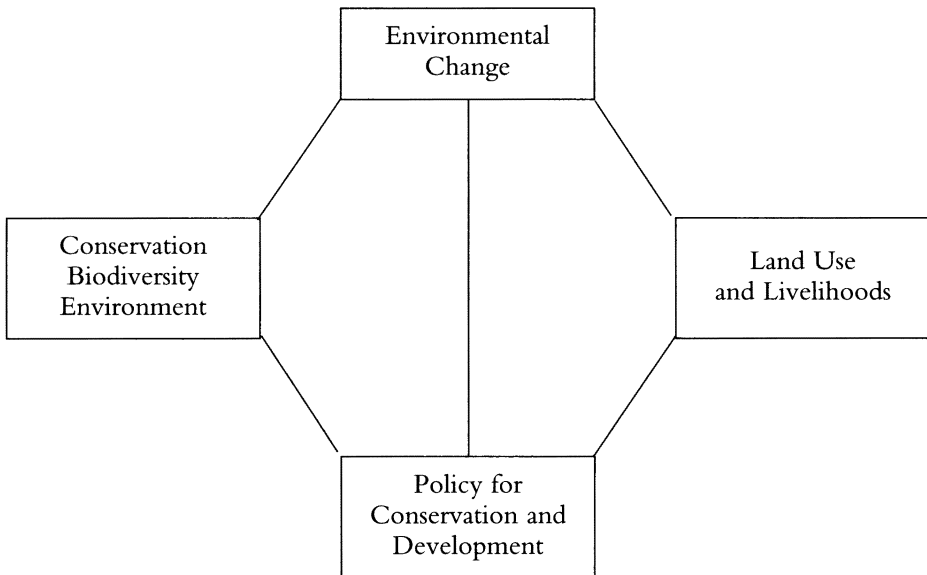 Environmental
Change
Conservation
Biodiversity
Environment
Land Use
and Livelihoods
Policy for
Conservation and
Development